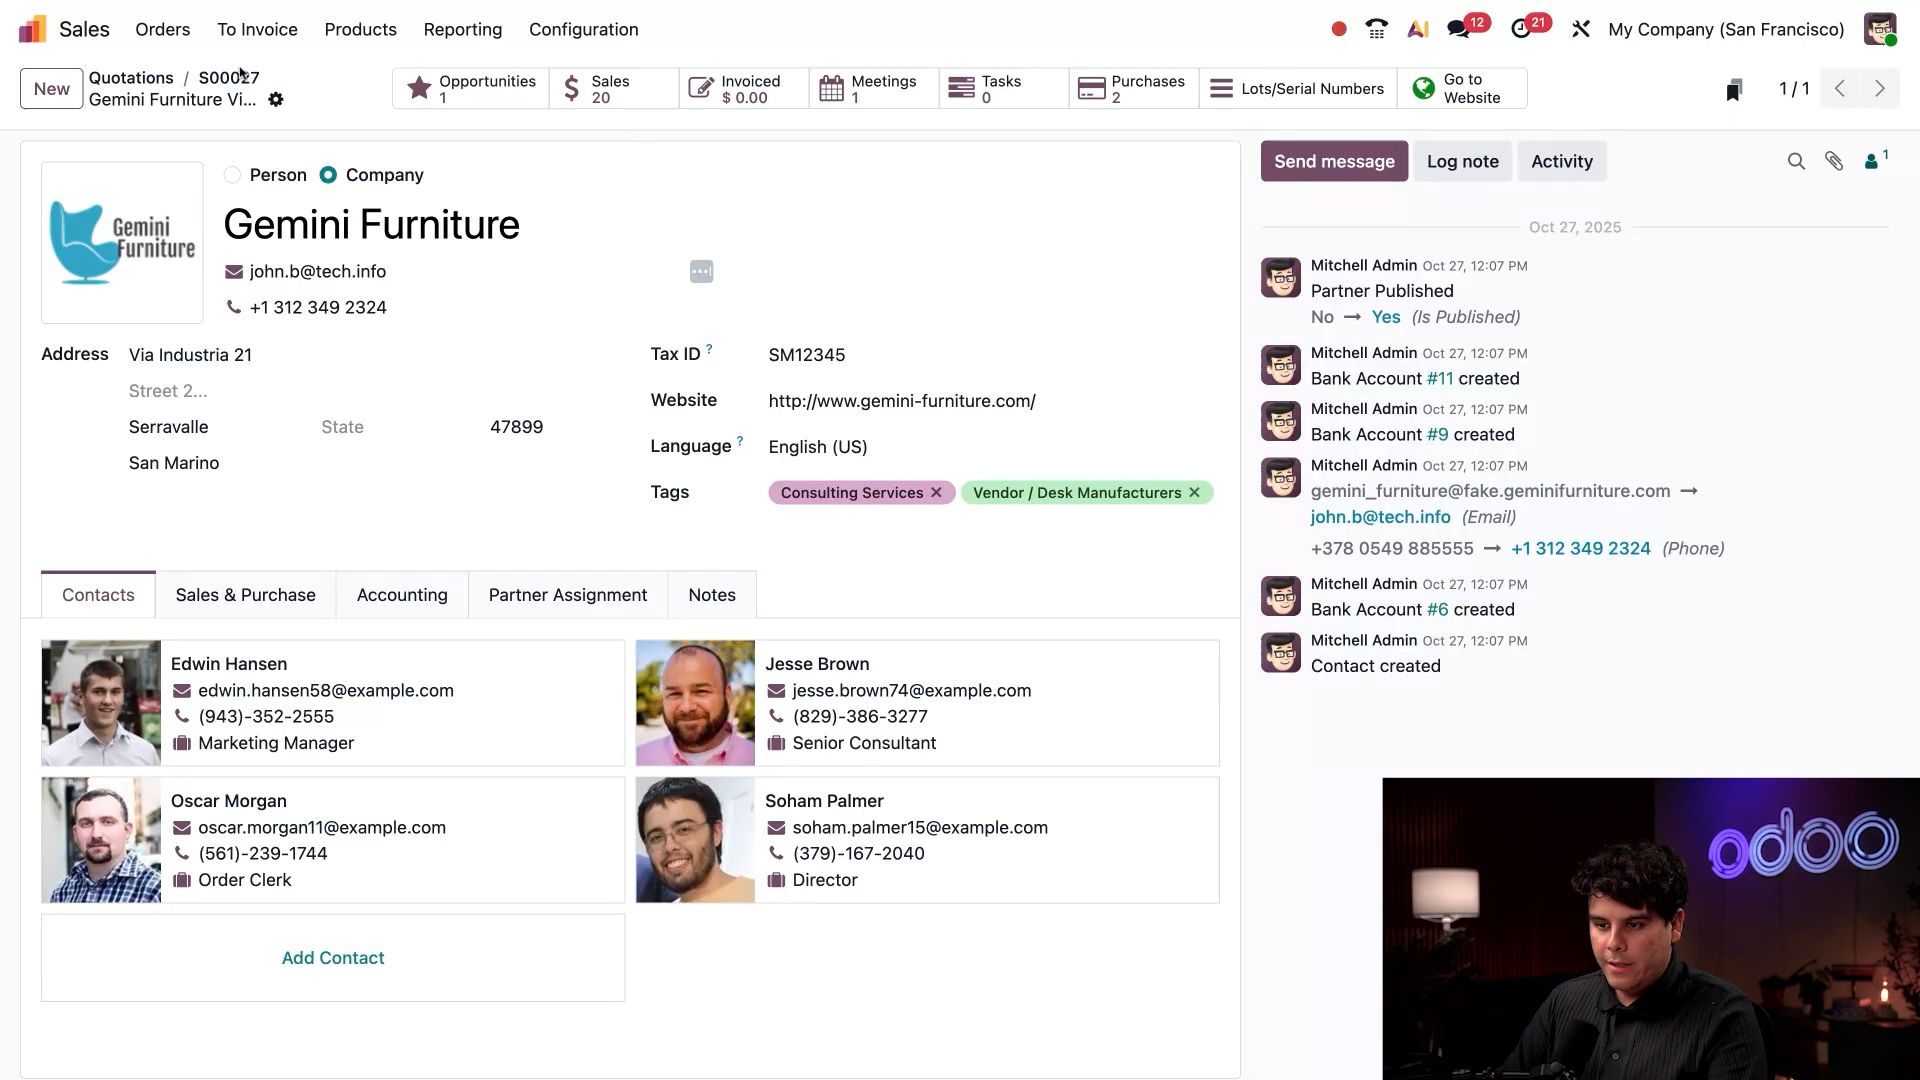 Sales
Orders
To Invoice
Products
Reporting
Configuration
12
21
My Company (San Francisco)
New
Quotations / S00027
Gemini Furniture Vi...
Opportunities
1
Sales
20
Invoiced
$ 0.00
Meetings
1
Tasks
0
Purchases
2
Lots/Serial Numbers
Go to
Website
1 / 1
Gemini
Furniture
Person
Company
Gemini Furniture
john.b@tech.info
+1 312 349 2324
Address
Via Industria 21
Street 2...
Serravalle
State
47899
San Marino
Tax ID ?
SM12345
Website
http://www.gemini-furniture.com/
Language ?
English (US)
Tags
Consulting Services
Vendor / Desk Manufacturers
Contacts
Sales & Purchase
Accounting
Partner Assignment
Notes
Edwin Hansen
edwin.hansen58@example.com
(943)-352-2555
Marketing Manager
Jesse Brown
jesse.brown74@example.com
(829)-386-3277
Senior Consultant
Oscar Morgan
oscar.morgan11@example.com
(561)-239-1744
Order Clerk
Soham Palmer
soham.palmer15@example.com
(379)-167-2040
Director
Add Contact
Send message
Log note
Activity
1
Oct 27, 2025
Mitchell Admin Oct 27, 12:07 PM
Partner Published
No → Yes (Is Published)
Mitchell Admin Oct 27, 12:07 PM
Bank Account #11 created
Mitchell Admin Oct 27, 12:07 PM
Bank Account #9 created
Mitchell Admin Oct 27, 12:07 PM
gemini_furniture@fake.geminifurniture.com →
john.b@tech.info (Email)
+378 0549 885555 → +1 312 349 2324 (Phone)
Mitchell Admin Oct 27, 12:07 PM
Bank Account #6 created
Mitchell Admin Oct 27, 12:07 PM
Contact created
odoo